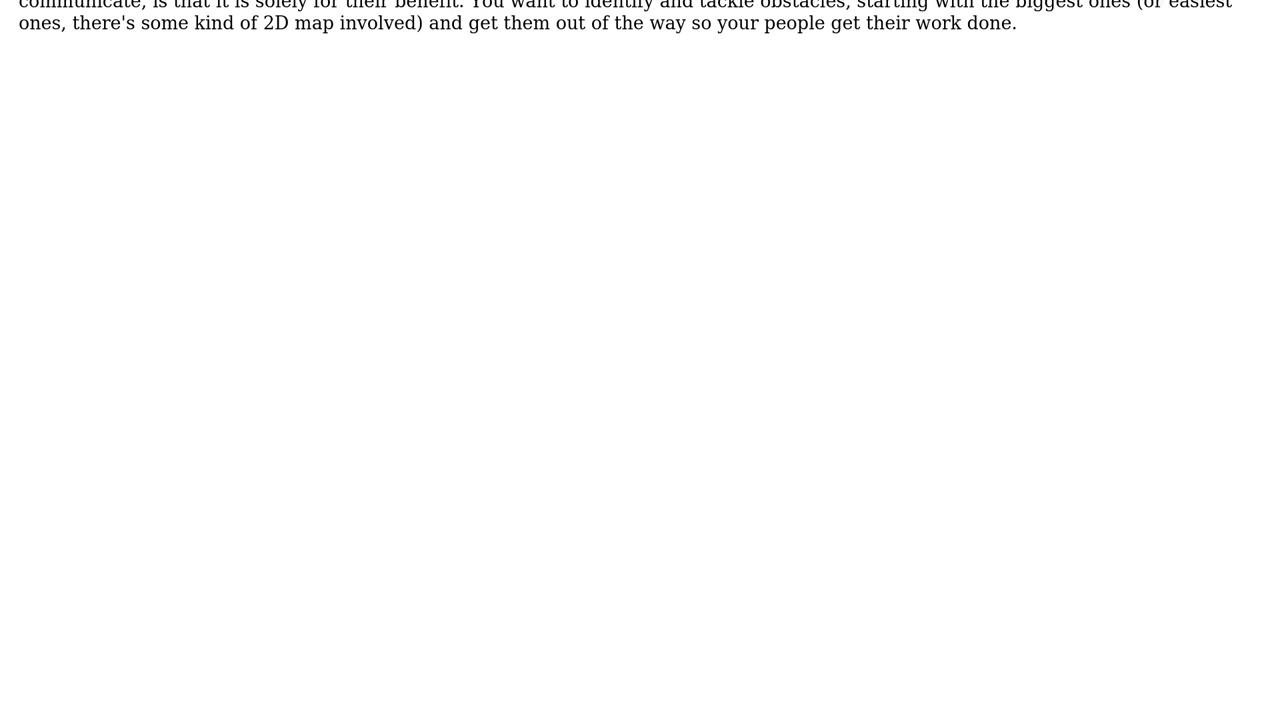 communicate, is that it is solely for their benefit. You want to identify and tackle obstacles, starting with the biggest ones (or easiest
ones, there's some kind of 2D map involved) and get them out of the way so your people get their work done.